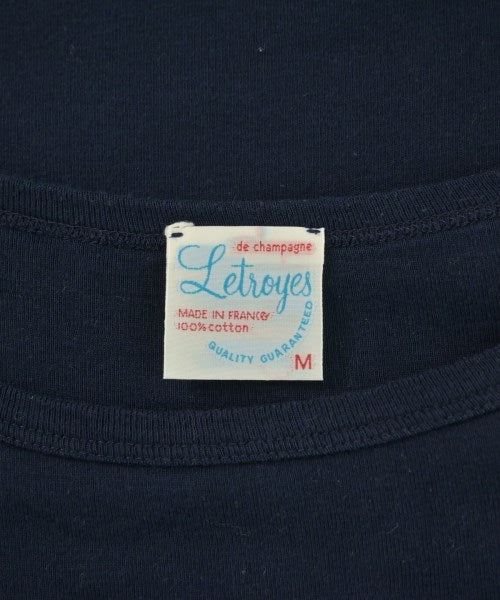 de champagne
Letroyes
MADE IN FRANCE
100% cotton
QUALITY GUARANTEED
M